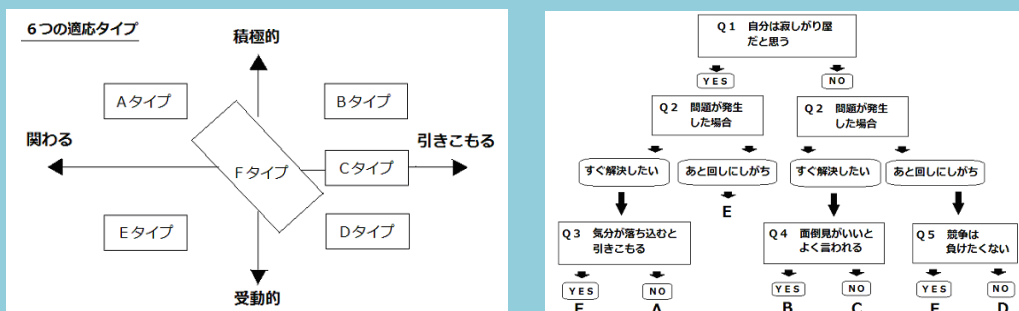 6つの適応タイプ
積極的
Aタイプ
Bタイプ
関わる
引きこもる
Fタイプ
Cタイプ
Eタイプ
Dタイプ
受動的
Q1 自分は寂しがり屋
だと思う
YES
NO
Q2 問題が発生
した場合
Q2 問題が発生
した場合
すぐ解決したい
あと回しにしがち
すぐ解決したい
あと回しにしがち
E
Q3 気分が落ち込むと
引きこもる
Q4 面倒見がいいと
よく言われる
Q5 競争は
負けたくない
YES
NO
YES
NO
YES
NO
A
B
C
D